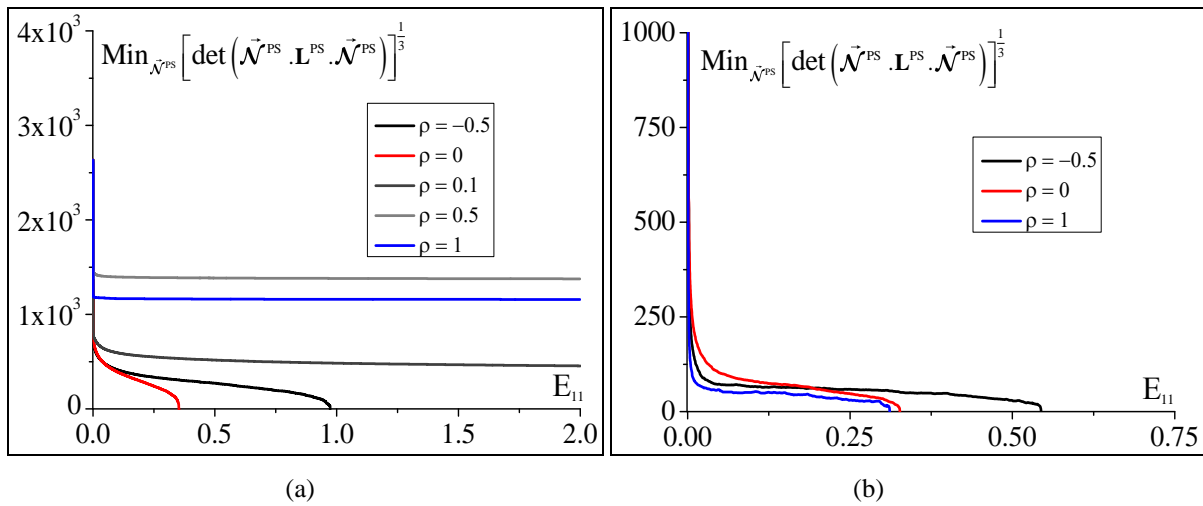 4x10³
3x10³
2x10³
1x10³
0
Min_𝒩⃗ᴾˢ [det(𝒩⃗ᴾˢ.Lᴾˢ.𝒩⃗ᴾˢ)]^(1/3)
ρ = −0.5
ρ = 0
ρ = 0.1
ρ = 0.5
ρ = 1
E₁₁
0.0 0.5 1.0 1.5 2.0
(a)
1000
750
500
250
0
Min_𝒩⃗ᴾˢ [det(𝒩⃗ᴾˢ.Lᴾˢ.𝒩⃗ᴾˢ)]^(1/3)
ρ = −0.5
ρ = 0
ρ = 1
E₁₁
0.00 0.25 0.50 0.75
(b)